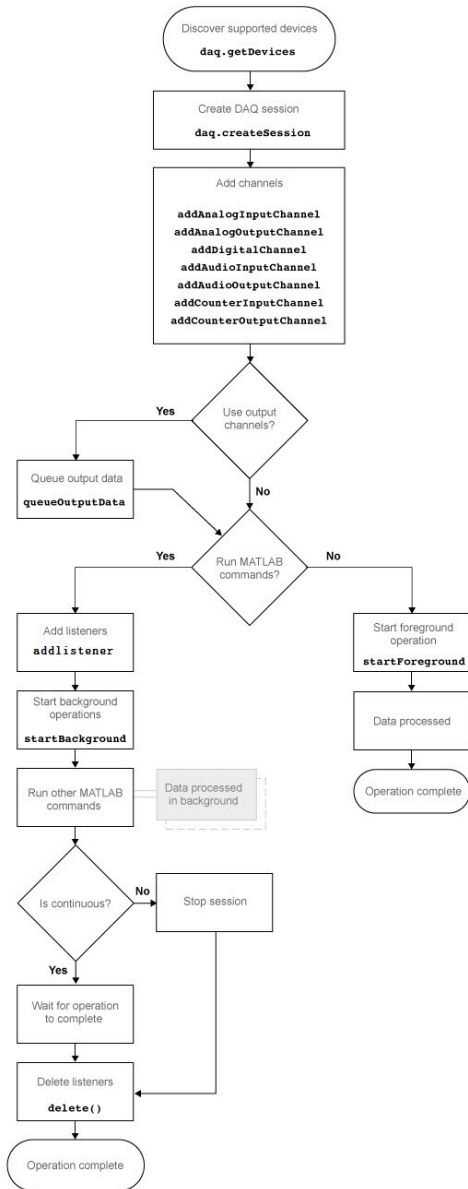 Discover supported devices
daq.getDevices
Create DAQ session
daq.createSession
Add channels
addAnalogInputChannel
addAnalogOutputChannel
addDigitalChannel
addAudioInputChannel
addAudioOutputChannel
addCounterInputChannel
addCounterOutputChannel
Use output
channels?
Yes
No
Queue output data
queueOutputData
Run MATLAB
commands?
Yes
No
Add listeners
addlistener
Start background
operations
startBackground
Run other MATLAB
commands
Data processed
in background
Is continuous?
No
Stop session
Yes
Wait for operation
to complete
Delete listeners
delete()
Operation complete
Start foreground
operation
startForeground
Data processed
Operation complete